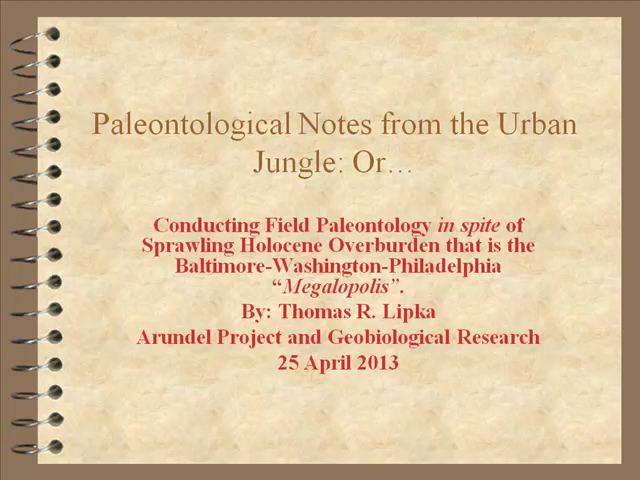 Paleontological Notes from the Urban
Jungle: Or…
Conducting Field Paleontology in spite of
Sprawling Holocene Overburden that is the
Baltimore-Washington-Philadelphia
“Megalopolis”.
By: Thomas R. Lipka
Arundel Project and Geobiological Research
25 April 2013